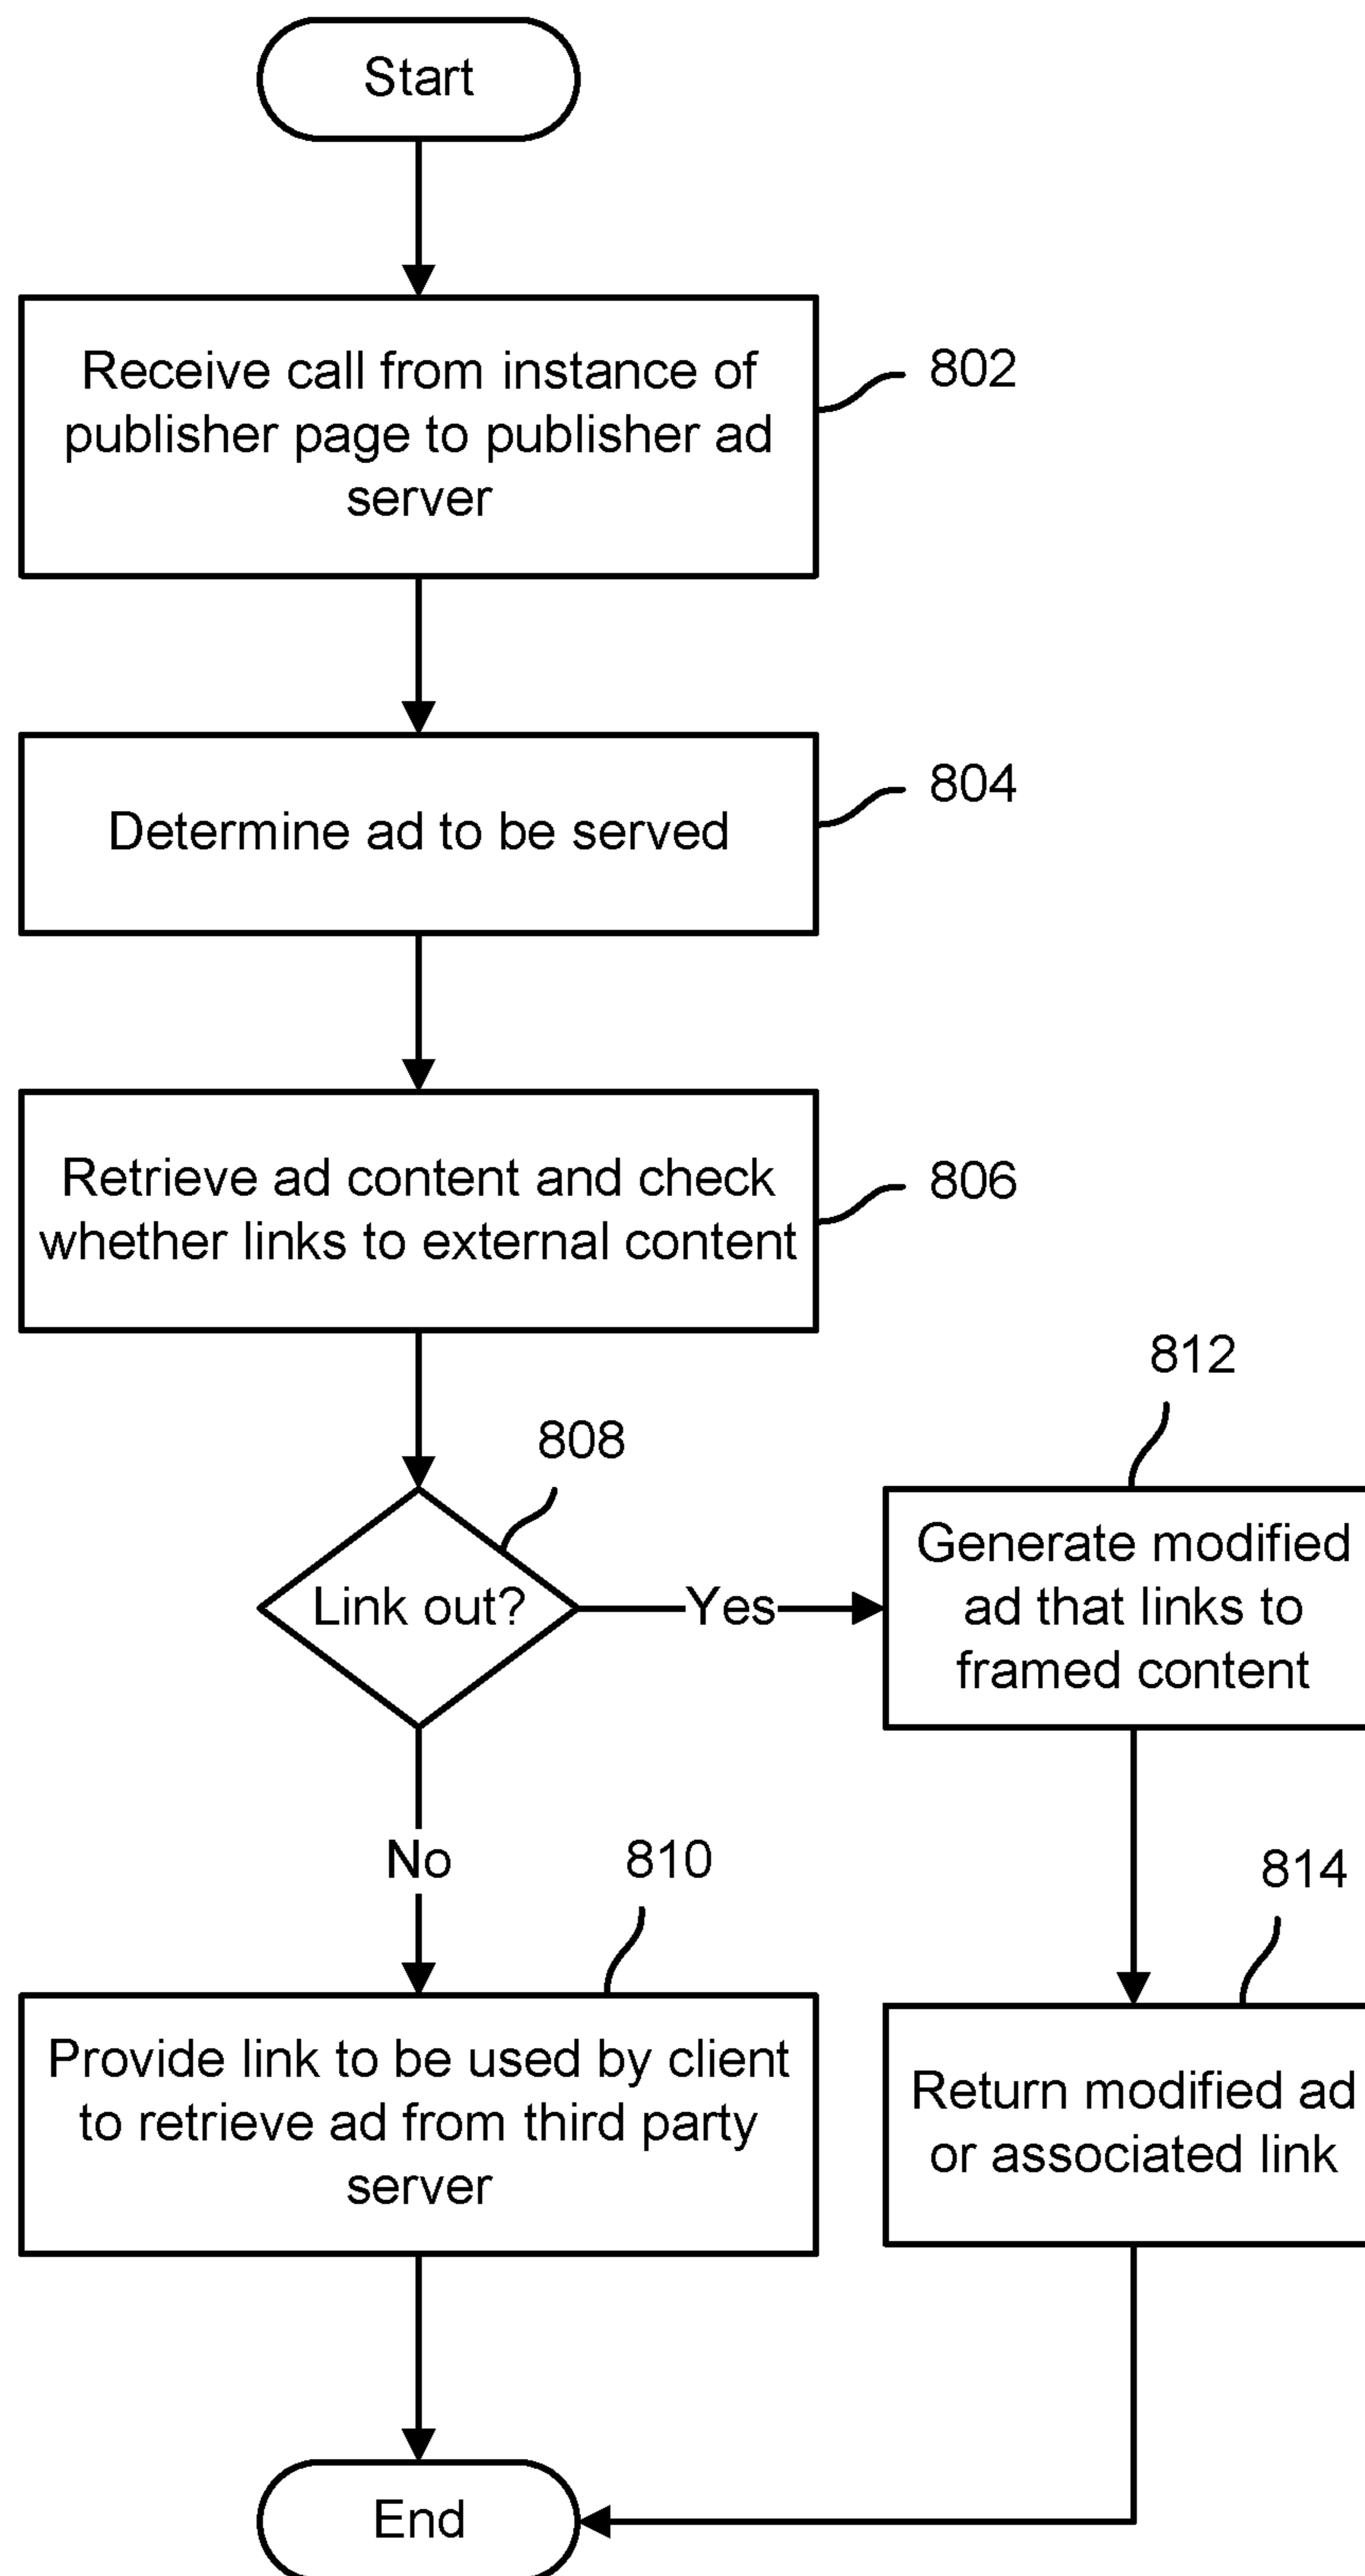 Start
Receive call from instance of
publisher page to publisher ad
server
802
Determine ad to be served
804
Retrieve ad content and check
whether links to external content
806
812
808
Link out?
Yes
Generate modified
ad that links to
framed content
No
810
814
Provide link to be used by client
to retrieve ad from third party
server
Return modified ad
or associated link
End